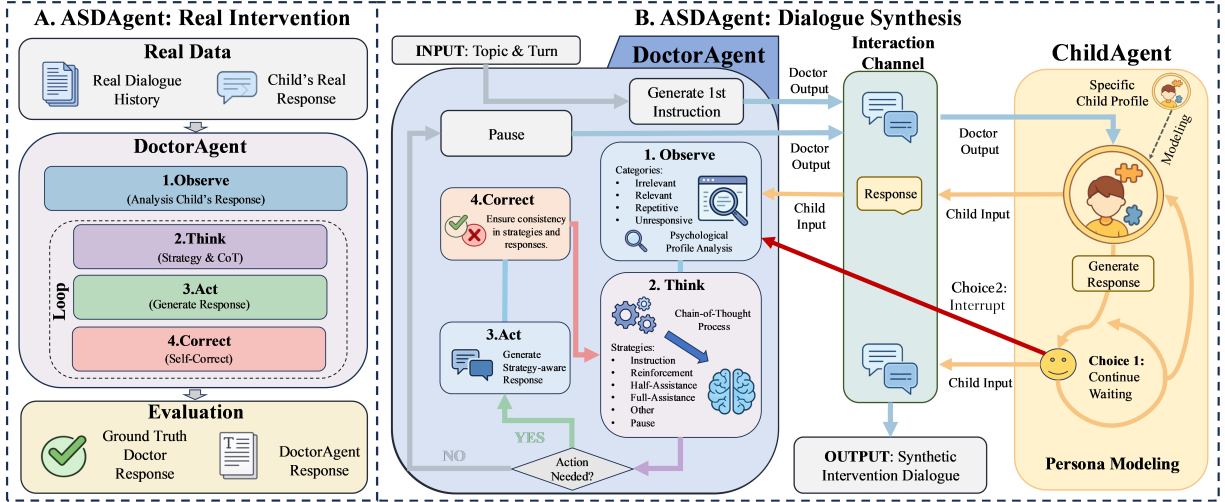 A. ASDAgent: Real Intervention
Real Data
Real Dialogue
History
Child's Real
Response
DoctorAgent
1.Observe
(Analysis Child's Response)
Loop
2.Think
(Strategy & CoT)
3.Act
(Generate Response)
4.Correct
(Self-Correct)
Evaluation
Ground Truth
Doctor
Response
T
DoctorAgent
Response
B. ASDAgent: Dialogue Synthesis
INPUT: Topic & Turn
DoctorAgent
Generate 1st
Instruction
Pause
1. Observe
Categories:
• Irrelevant
• Relevant
• Repetitive
• Unresponsive
Psychological
Profile Analysis
4.Correct
Ensure consistency
in strategies and
responses.
2. Think
Chain-of-Thought
Process
Strategies:
• Instruction
• Reinforcement
• Half-Assistance
• Full-Assistance
• Other
• Pause
3.Act
Generate
Strategy-aware
Response
YES
NO
Action
Needed?
Doctor
Output
Doctor
Output
Child
Input
Interaction
Channel
Response
OUTPUT: Synthetic
Intervention Dialogue
Doctor
Output
Child Input
Choice2:
Interrupt
Child Input
ChildAgent
Specific
Child Profile
Modeling
Generate
Response
Choice 1:
Continue
Waiting
Persona Modeling